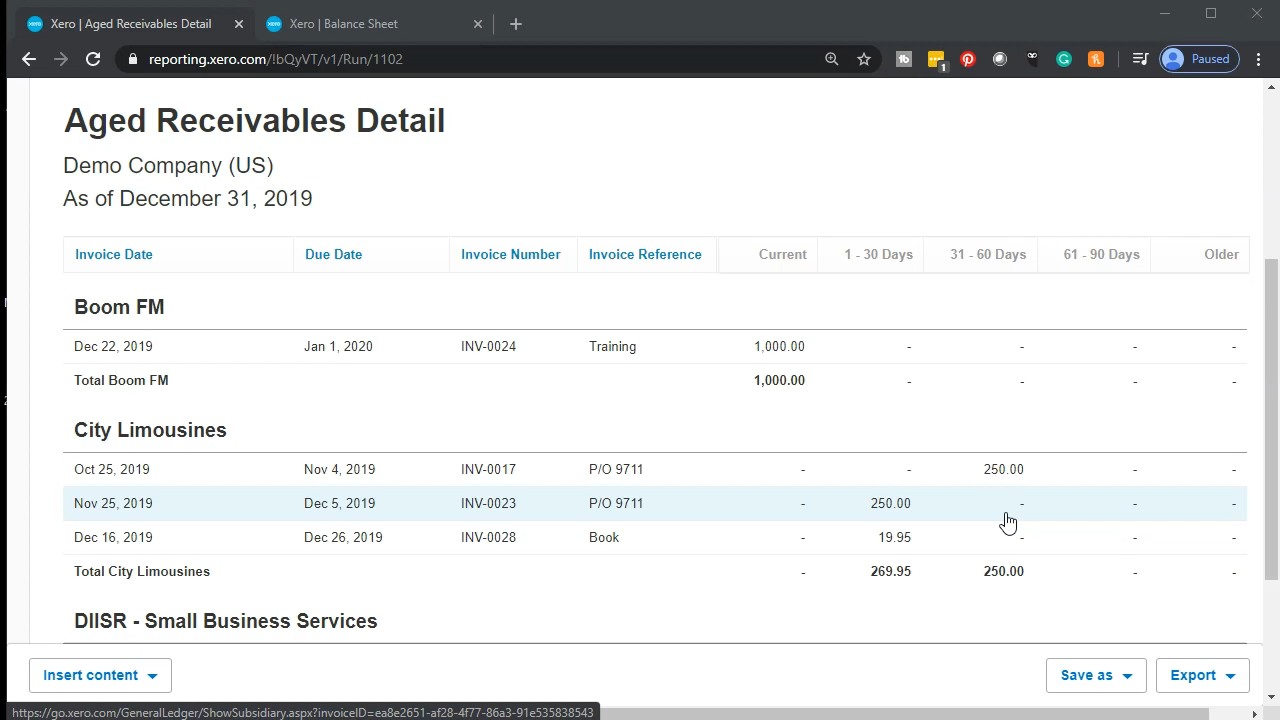 Xero | Aged Receivables Detail
Xero | Balance Sheet
reporting.xero.com/!bQyVT/v1/Run/1102
1
Paused
Aged Receivables Detail
Demo Company (US)
As of December 31, 2019
Invoice Date Due Date Invoice Number Invoice Reference Current 1 - 30 Days 31 - 60 Days 61 - 90 Days Older
Boom FM
Dec 22, 2019 Jan 1, 2020 INV-0024 Training 1,000.00 - - - -
Total Boom FM 1,000.00 - - - -
City Limousines
Oct 25, 2019 Nov 4, 2019 INV-0017 P/O 9711 - - 250.00 - -
Nov 25, 2019 Dec 5, 2019 INV-0023 P/O 9711 - 250.00 - - -
Dec 16, 2019 Dec 26, 2019 INV-0028 Book - 19.95 - - -
Total City Limousines - 269.95 250.00 - -
DIISR - Small Business Services
Insert content
Save as
Export
https://go.xero.com/GeneralLedger/ShowSubsidiary.aspx?invoiceID=ea8e2651-af28-4f77-86a3-91e535838543